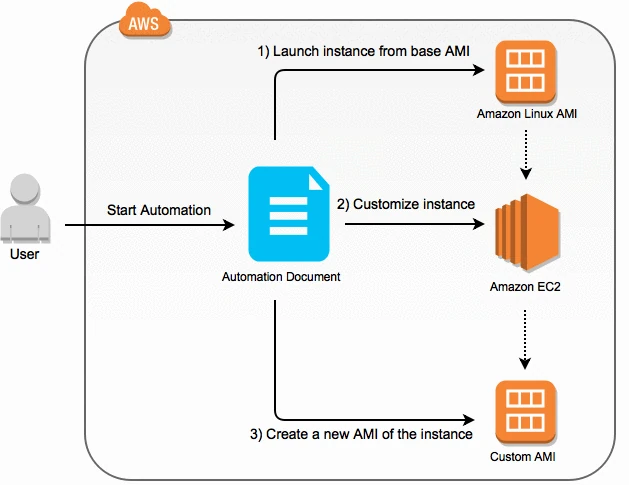 AWS
1) Launch instance from base AMI
Amazon Linux AMI
Start Automation
2) Customize instance
User
Automation Document
Amazon EC2
3) Create a new AMI of the instance
Custom AMI